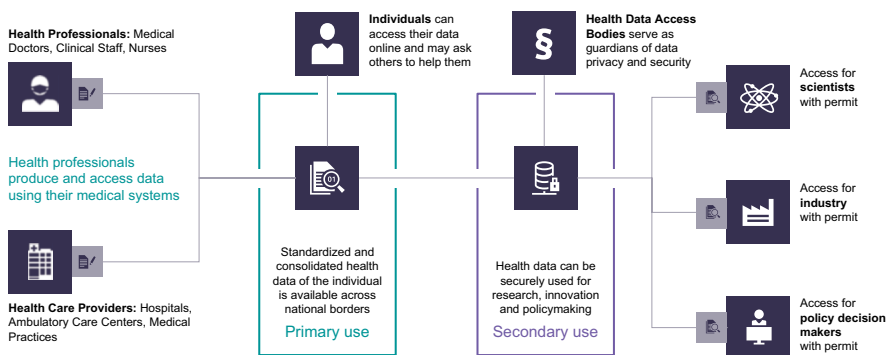 Health Professionals: Medical
Doctors, Clinical Staff, Nurses
Health professionals
produce and access data
using their medical systems
Health Care Providers: Hospitals,
Ambulatory Care Centers, Medical
Practices
Individuals can
access their data
online and may ask
others to help them
01
Standardized and
consolidated health
data of the individual
is available across
national borders
Primary use
§
Health Data Access
Bodies serve as
guardians of data
privacy and security
Health data can be
securely used for
research, innovation
and policymaking
Secondary use
Access for
scientists
with permit
Access for
industry
with permit
Access for
policy decision
makers
with permit